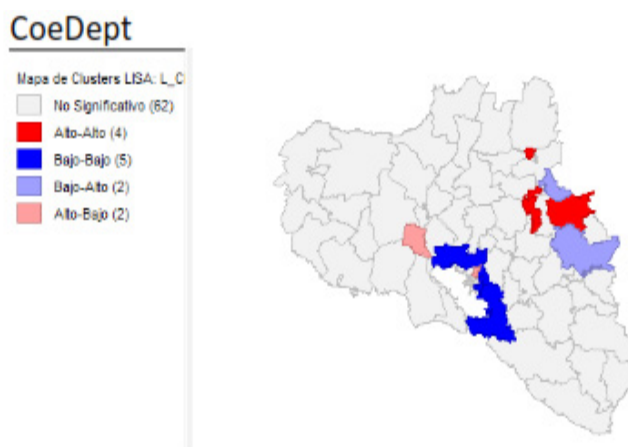 CoeDept
Mapa de Clusters LISA: L_C
No Significativo (62)
Alto-Alto (4)
Bajo-Bajo (5)
Bajo-Alto (2)
Alto-Bajo (2)